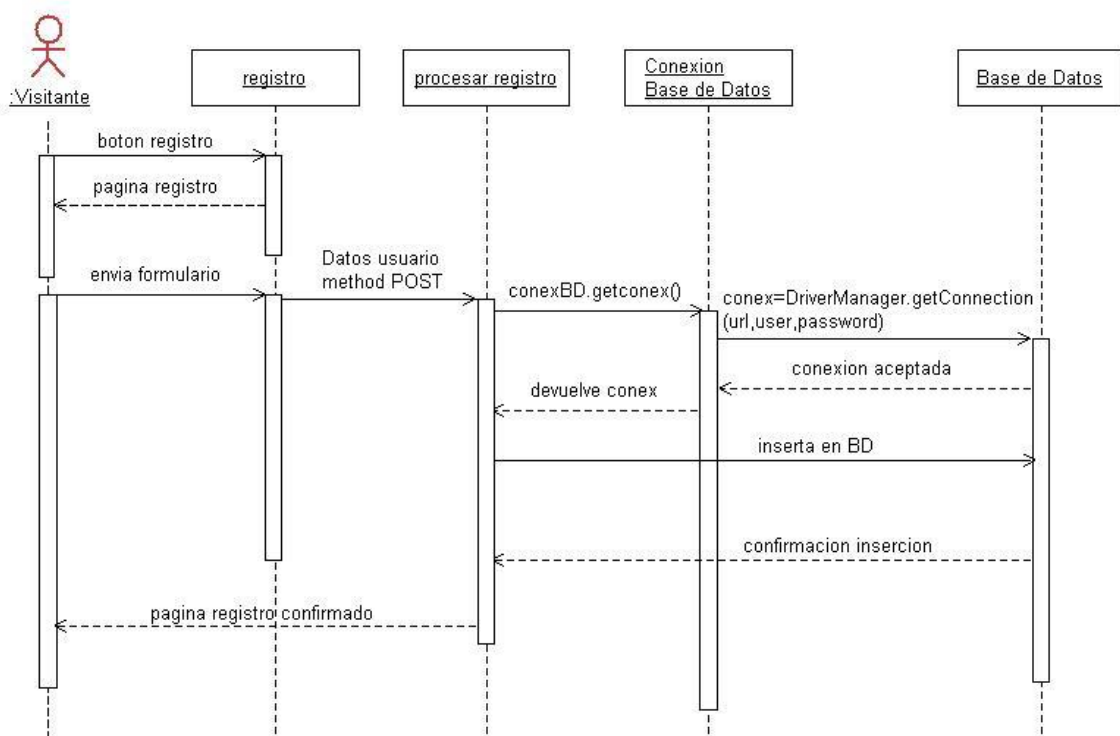 :Visitante
registro
procesar registro
Conexion
Base de Datos
Base de Datos
boton registro
pagina registro
envia formulario
Datos usuario
method POST
conexBD.getconex()
conex=DriverManager.getConnection
(url,user,password)
conexion aceptada
devuelve conex
inserta en BD
confirmacion insercion
pagina registro confirmado